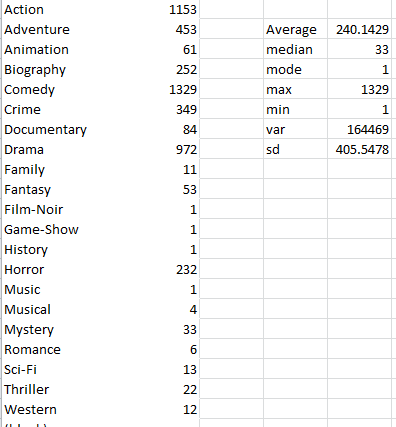 Action 1153
Adventure 453 Average 240.1429
Animation 61 median 33
Biography 252 mode 1
Comedy 1329 max 1329
Crime 349 min 1
Documentary 84 var 164469
Drama 972 sd 405.5478
Family 11
Fantasy 53
Film-Noir 1
Game-Show 1
History 1
Horror 232
Music 1
Musical 4
Mystery 33
Romance 6
Sci-Fi 13
Thriller 22
Western 12